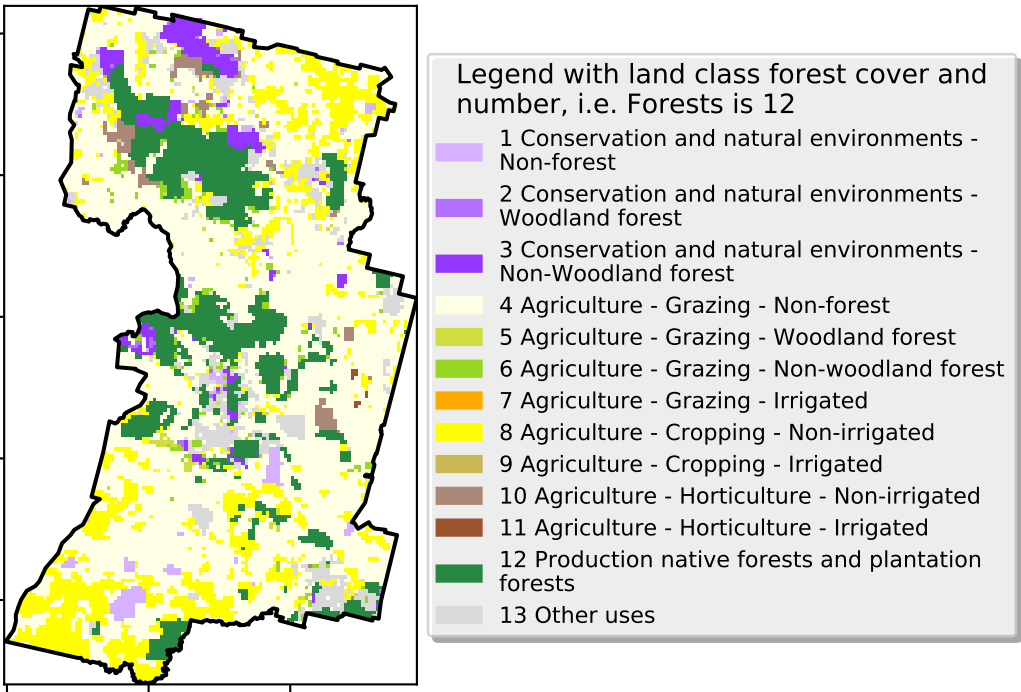 Legend with land class forest cover and
number, i.e. Forests is 12
1 Conservation and natural environments -
Non-forest
2 Conservation and natural environments -
Woodland forest
3 Conservation and natural environments -
Non-Woodland forest
4 Agriculture - Grazing - Non-forest
5 Agriculture - Grazing - Woodland forest
6 Agriculture - Grazing - Non-woodland forest
7 Agriculture - Grazing - Irrigated
8 Agriculture - Cropping - Non-irrigated
9 Agriculture - Cropping - Irrigated
10 Agriculture - Horticulture - Non-irrigated
11 Agriculture - Horticulture - Irrigated
12 Production native forests and plantation
forests
13 Other uses